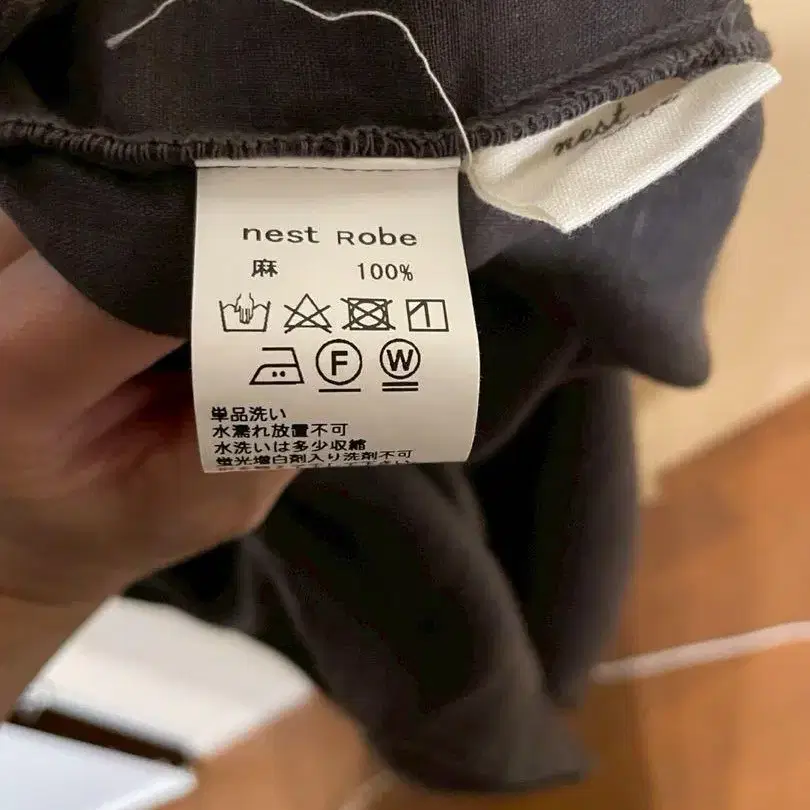 nest
nest Robe
麻 100%
F W
単品洗い
水濡れ放置不可
水洗いは多少収縮
蛍光増白剤入り洗剤不可